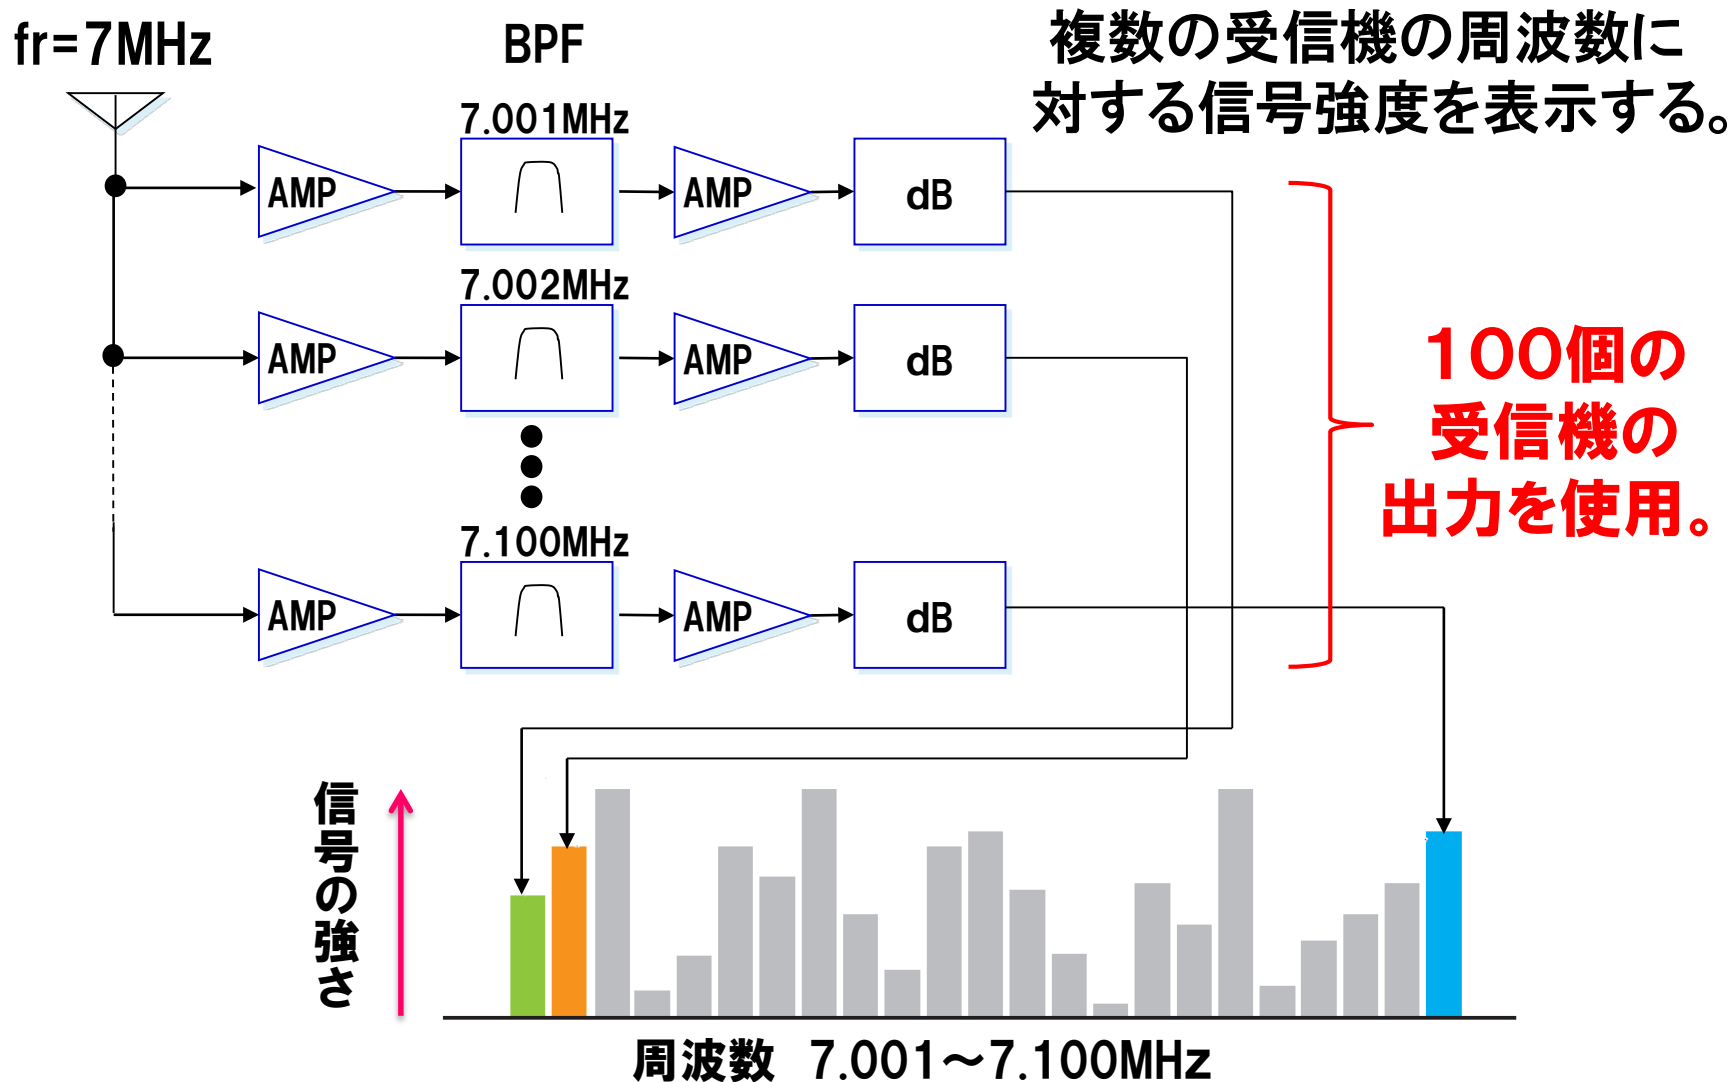 fr=7MHz
BPF
複数の受信機の周波数に
対する信号強度を表示する。
7.001MHz
AMP
AMP
dB
7.002MHz
AMP
AMP
dB
100個の
受信機の
出力を使用。
7.100MHz
AMP
AMP
dB
信号の強さ
周波数 7.001～7.100MHz